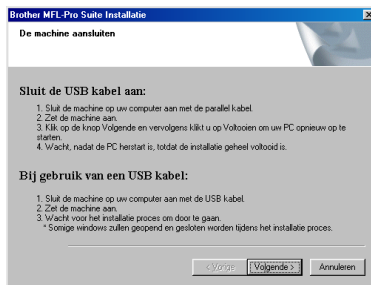 Brother MFL-Pro Suite Installatie
De machine aansluiten
Sluit de USB kabel aan:
1. Sluit de machine op uw computer aan met de parallel kabel.
2. Zet de machine aan.
3. Klik op de knop Volgende en vervolgens klikt u op Voltooien om uw PC opnieuw op te
starten.
4. Wacht, nadat de PC herstart is, totdat de installatie geheel voltooid is.
Bij gebruik van een USB kabel:
1. Sluit de machine op uw computer aan met de USB kabel.
2. Zet de machine aan.
3. Wacht voor het installatie proces om door te gaan.
* Somige windows zullen geopend en gesloten worden tijdens het installatie proces.
< Vorige Volgende > Annuleren